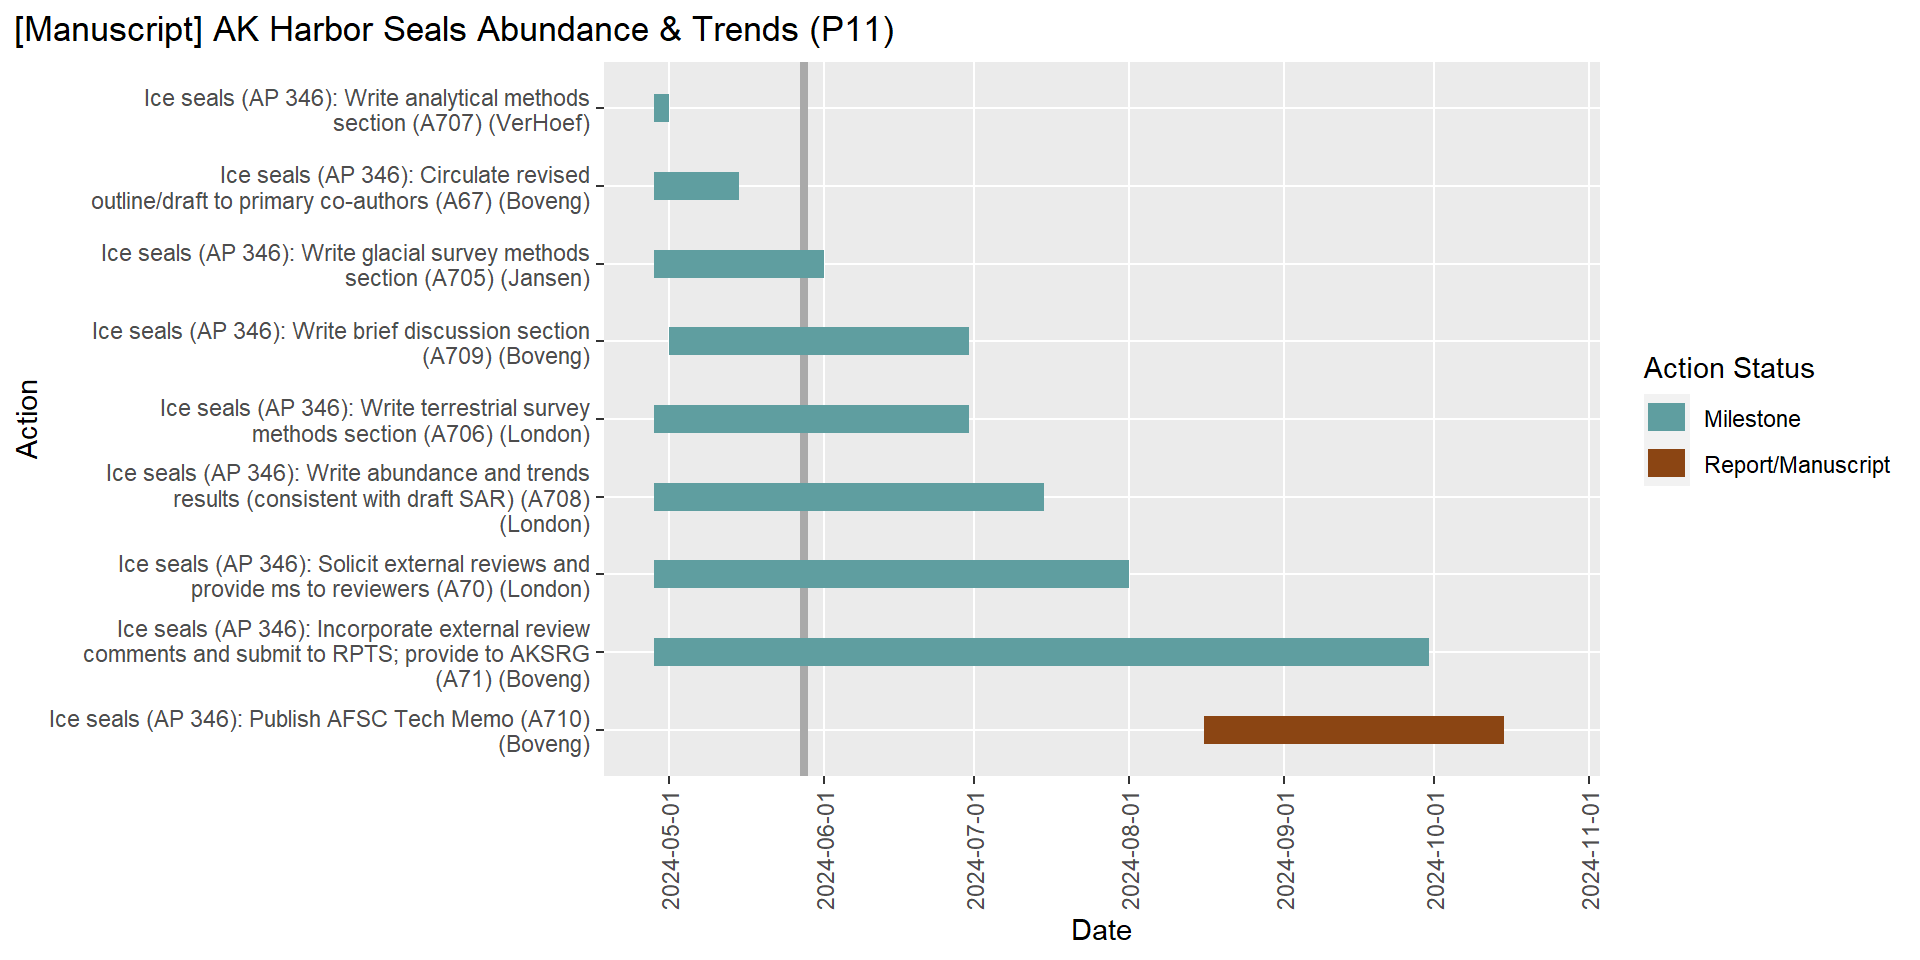 [Manuscript] AK Harbor Seals Abundance & Trends (P11)
Ice seals (AP 346): Write analytical methods
section (A707) (VerHoef)
Ice seals (AP 346): Circulate revised
outline/draft to primary co-authors (A67) (Boveng)
Ice seals (AP 346): Write glacial survey methods
section (A705) (Jansen)
Ice seals (AP 346): Write brief discussion section
(A709) (Boveng)
Ice seals (AP 346): Write terrestrial survey
methods section (A706) (London)
Ice seals (AP 346): Write abundance and trends
results (consistent with draft SAR) (A708)
(London)
Ice seals (AP 346): Solicit external reviews and
provide ms to reviewers (A70) (London)
Ice seals (AP 346): Incorporate external review
comments and submit to RPTS; provide to AKSRG
(A71) (Boveng)
Ice seals (AP 346): Publish AFSC Tech Memo (A710)
(Boveng)
Action
2024-05-01
2024-06-01
2024-07-01
2024-08-01
2024-09-01
2024-10-01
2024-11-01
Date
Action Status
Milestone
Report/Manuscript